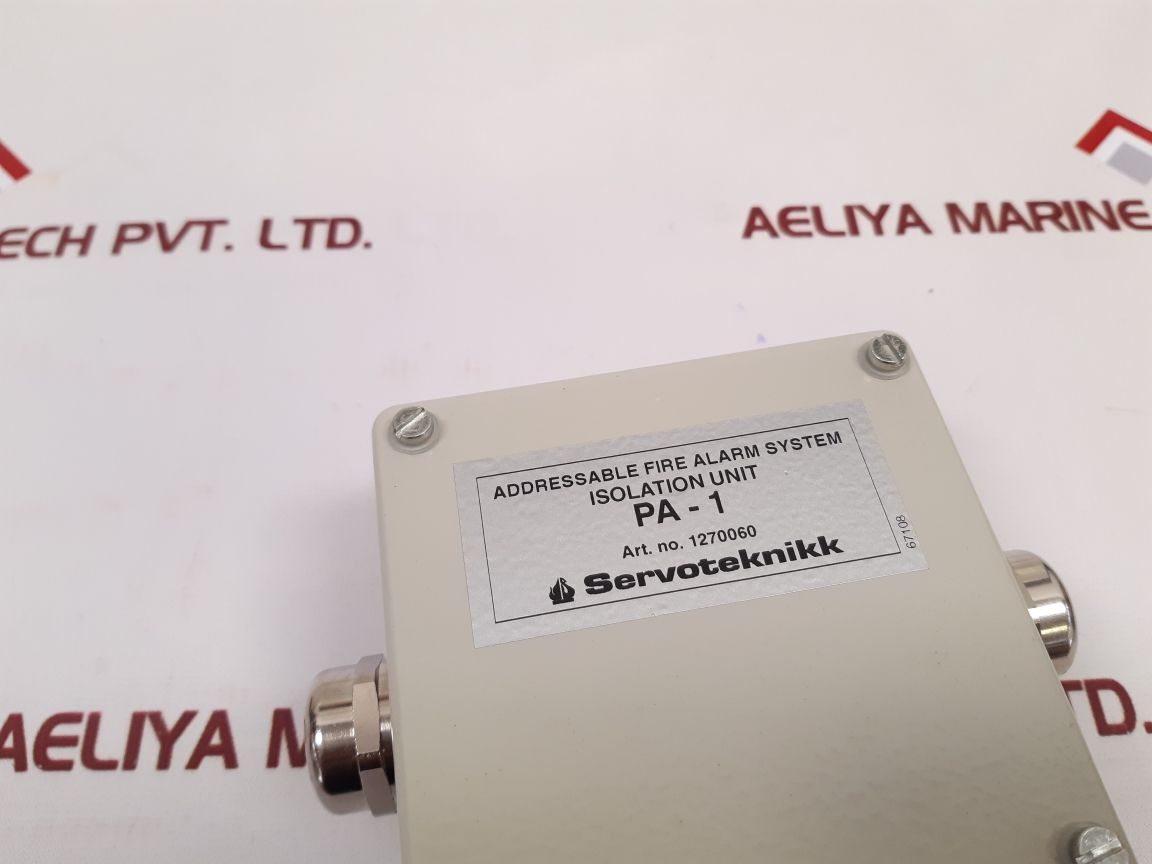 ECH PVT. LTD.
AELIYA MARINE
ADDRESSABLE FIRE ALARM SYSTEM
ISOLATION UNIT
PA - 1
Art. no. 1270060
Servoteknikk
67108
AELIYA M
TD.